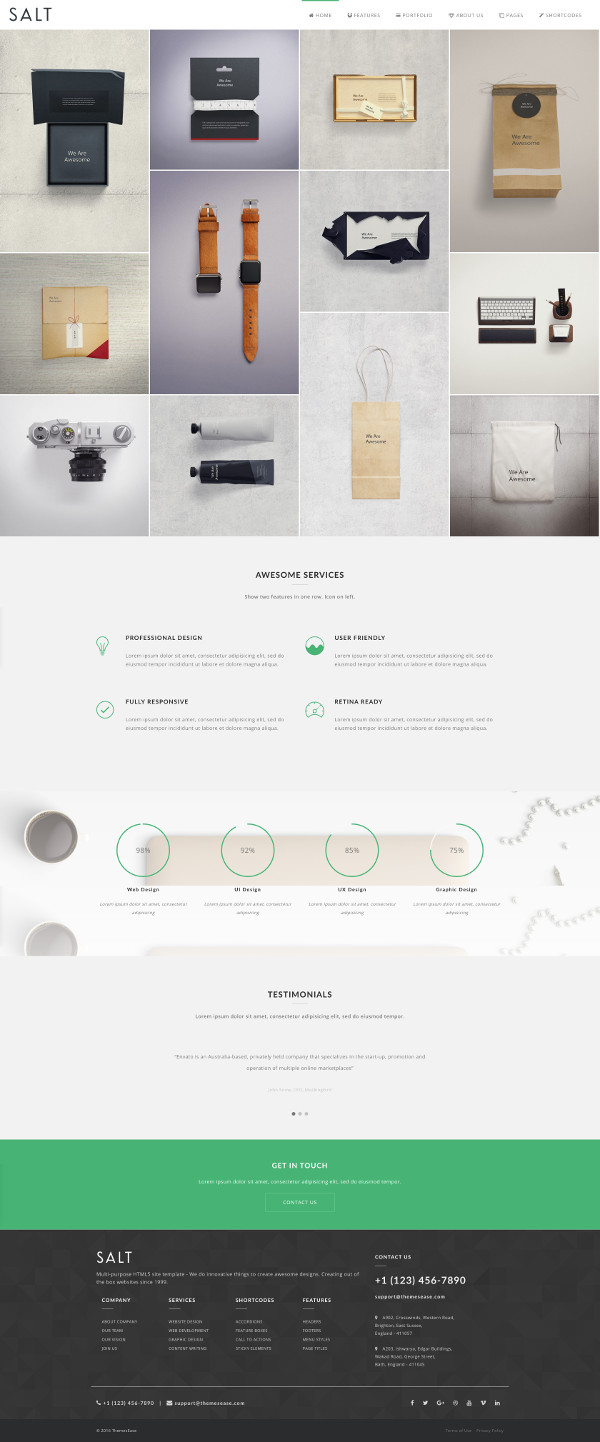 SALT
HOME FEATURES PORTFOLIO ABOUT US PAGES SHORTCODES
We Are
Awesome
We Are
Awesome
We Are
Awesome
We Are
Awesome
We Are
Awesome
We Are
Awesome
We Are
Awesome
AWESOME SERVICES
Show two features in one row. Icon on left.
PROFESSIONAL DESIGN
Lorem ipsum dolor sit amet, consectetur adipisicing elit, sed do
eiusmod tempor incididunt ut labore et dolore magna aliqua.
USER FRIENDLY
Lorem ipsum dolor sit amet, consectetur adipisicing elit, sed do
eiusmod tempor incididunt ut labore et dolore magna aliqua.
FULLY RESPONSIVE
Lorem ipsum dolor sit amet, consectetur adipisicing elit, sed do
eiusmod tempor incididunt ut labore et dolore magna aliqua.
RETINA READY
Lorem ipsum dolor sit amet, consectetur adipisicing elit, sed do
eiusmod tempor incididunt ut labore et dolore magna aliqua.
98% 92% 85% 75%
Web Design UI Design UX Design Graphic Design
Lorem ipsum dolor sit amet, consectetur
adipisicing
Lorem ipsum dolor sit amet, consectetur
adipisicing
Lorem ipsum dolor sit amet, consectetur
adipisicing
Lorem ipsum dolor sit amet, consectetur
adipisicing
TESTIMONIALS
Lorem ipsum dolor sit amet, consectetur adipisicing elit, sed do eiusmod tempor.
is an Australia-based, privately held company that specializes in the start-up, promotion and
operation of multiple online marketplaces"
GET IN TOUCH
Lorem ipsum dolor sit amet, consectetur adipisicing elit, sed do eiusmod tempor.
CONTACT US
SALT
Multi-purpose HTML5 site template - We do innovative things to create awesome designs. Creating out of
the box websites since 1999.
COMPANY
ABOUT COMPANY
OUR TEAM
OUR VISION
JOIN US
SERVICES
WEBSITE DESIGN
WEB DEVELOPMENT
GRAPHIC DESIGN
CONTENT WRITING
SHORTCODES
ACCORDIONS
FEATURE BOXES
CALL TO ACTIONS
STICKY ELEMENTS
FEATURES
HEADERS
FOOTERS
MENU STYLES
PAGE TITLES
CONTACT US
+1 (123) 456-7890
support@themesease.com
A002, Crosswinds, Western Road,
Brighton, East Sussex,
England - 411057
A203, Ishwarya, Edgar Buildings,
George Street,
Bath, England - 411045
+1 (123) 456-7890 | support@themesease.com
© 2015 ThemesEase
Terms of Use Privacy Policy